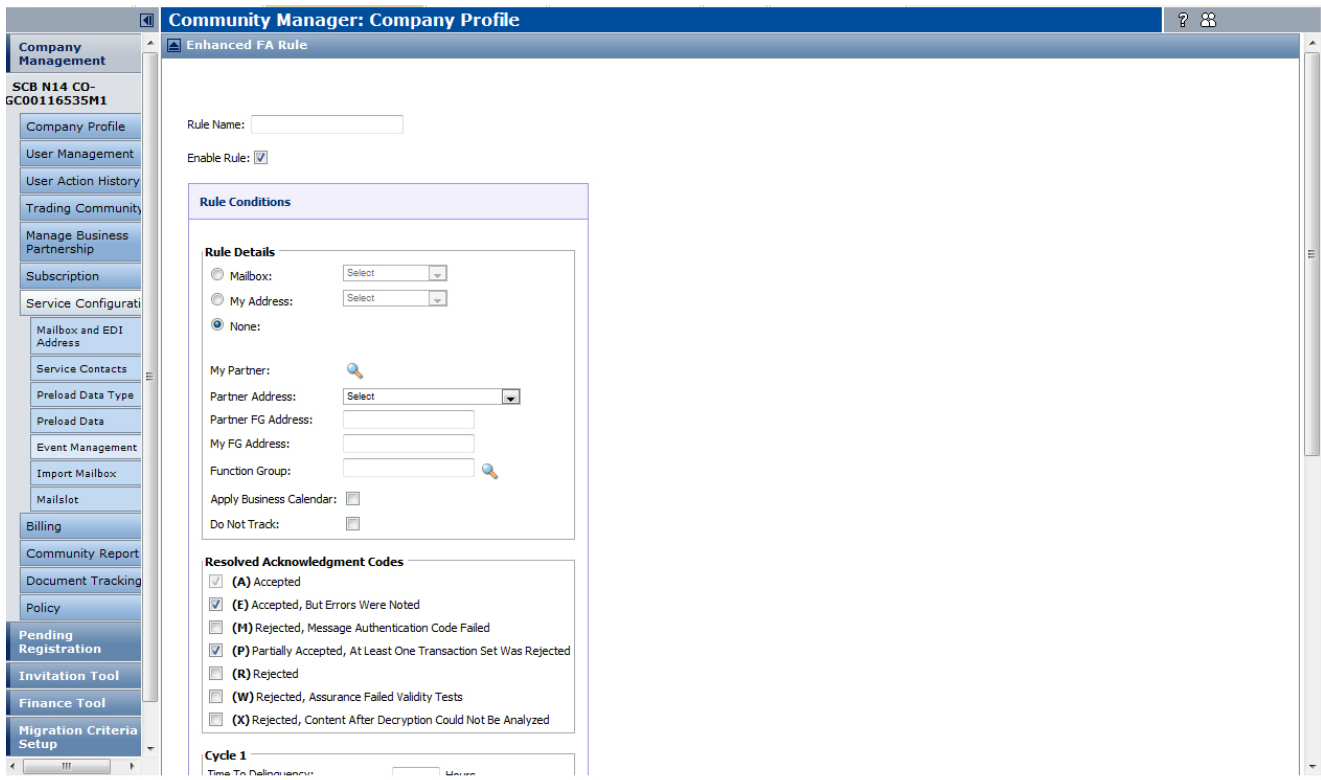 Community Manager: Company Profile
?
Company Management
SCB N14 CO-
GC00116535M1
Company Profile
User Management
User Action History
Trading Community
Manage Business
Partnership
Subscription
Service Configurati
Mailbox and EDI
Address
Service Contacts
Preload Data Type
Preload Data
Event Management
Import Mailbox
Mailslot
Billing
Community Report
Document Tracking
Policy
Pending
Registration
Invitation Tool
Finance Tool
Migration Criteria
Setup
Enhanced FA Rule
Rule Name:
Enable Rule:
Rule Conditions
Rule Details
Mailbox: Select
My Address: Select
None:
My Partner:
Partner Address: Select
Partner FG Address:
My FG Address:
Function Group:
Apply Business Calendar:
Do Not Track:
Resolved Acknowledgment Codes
(A) Accepted
(E) Accepted, But Errors Were Noted
(M) Rejected, Message Authentication Code Failed
(P) Partially Accepted, At Least One Transaction Set Was Rejected
(R) Rejected
(W) Rejected, Assurance Failed Validity Tests
(X) Rejected, Content After Decryption Could Not Be Analyzed
Cycle 1
Time To Delinquency: Hours